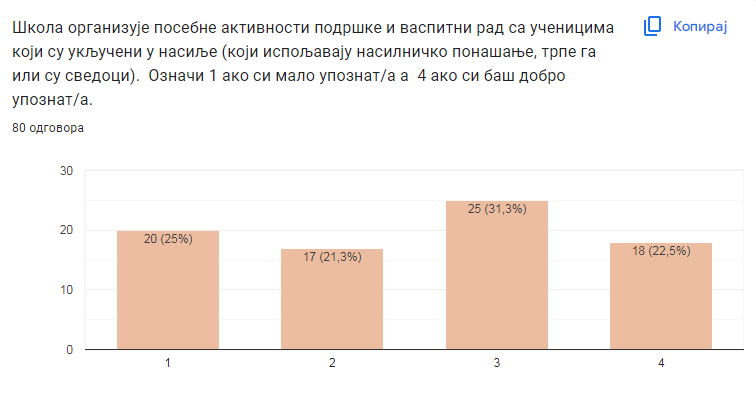 Школа организује посебне активности подршке и васпитни рад са ученицима
који су укључени у насиље (који испољавају насилничко понашање, трпе га
или су сведоци).  Означи 1 ако си мало упознат/а а  4 ако си баш добро
упознат/а.
Копирај
80 одговора
30
20
10
0
20 (25%)
17 (21,3%)
25 (31,3%)
18 (22,5%)
1
2
3
4